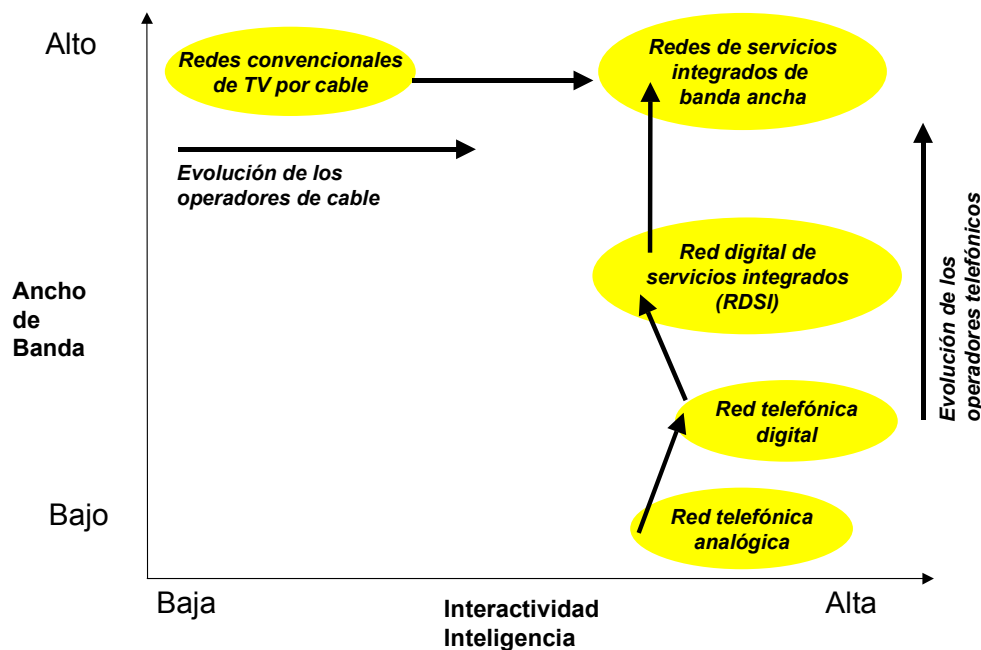 Alto
Redes convencionales
de TV por cable
Redes de servicios
integrados de
banda ancha
Evolución de los
operadores de cable
Red digital de
servicios integrados
(RDSI)
Ancho
de
Banda
Evolución de los
operadores telefónicos
Red telefónica
digital
Bajo
Red telefónica
analógica
Baja
Interactividad
Inteligencia
Alta